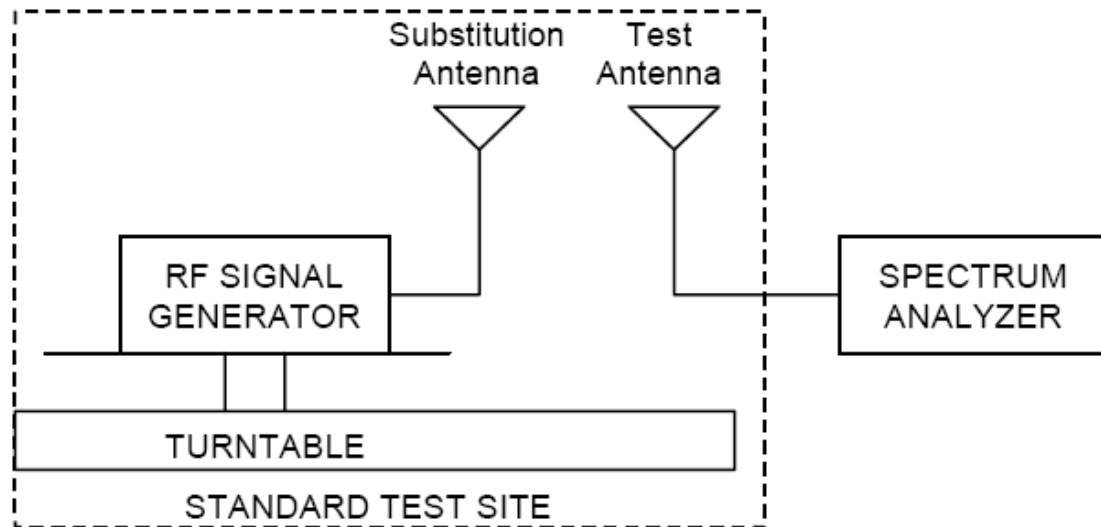 Substitution
Antenna
Test
Antenna
RF SIGNAL
GENERATOR
SPECTRUM
ANALYZER
TURNTABLE
STANDARD TEST SITE